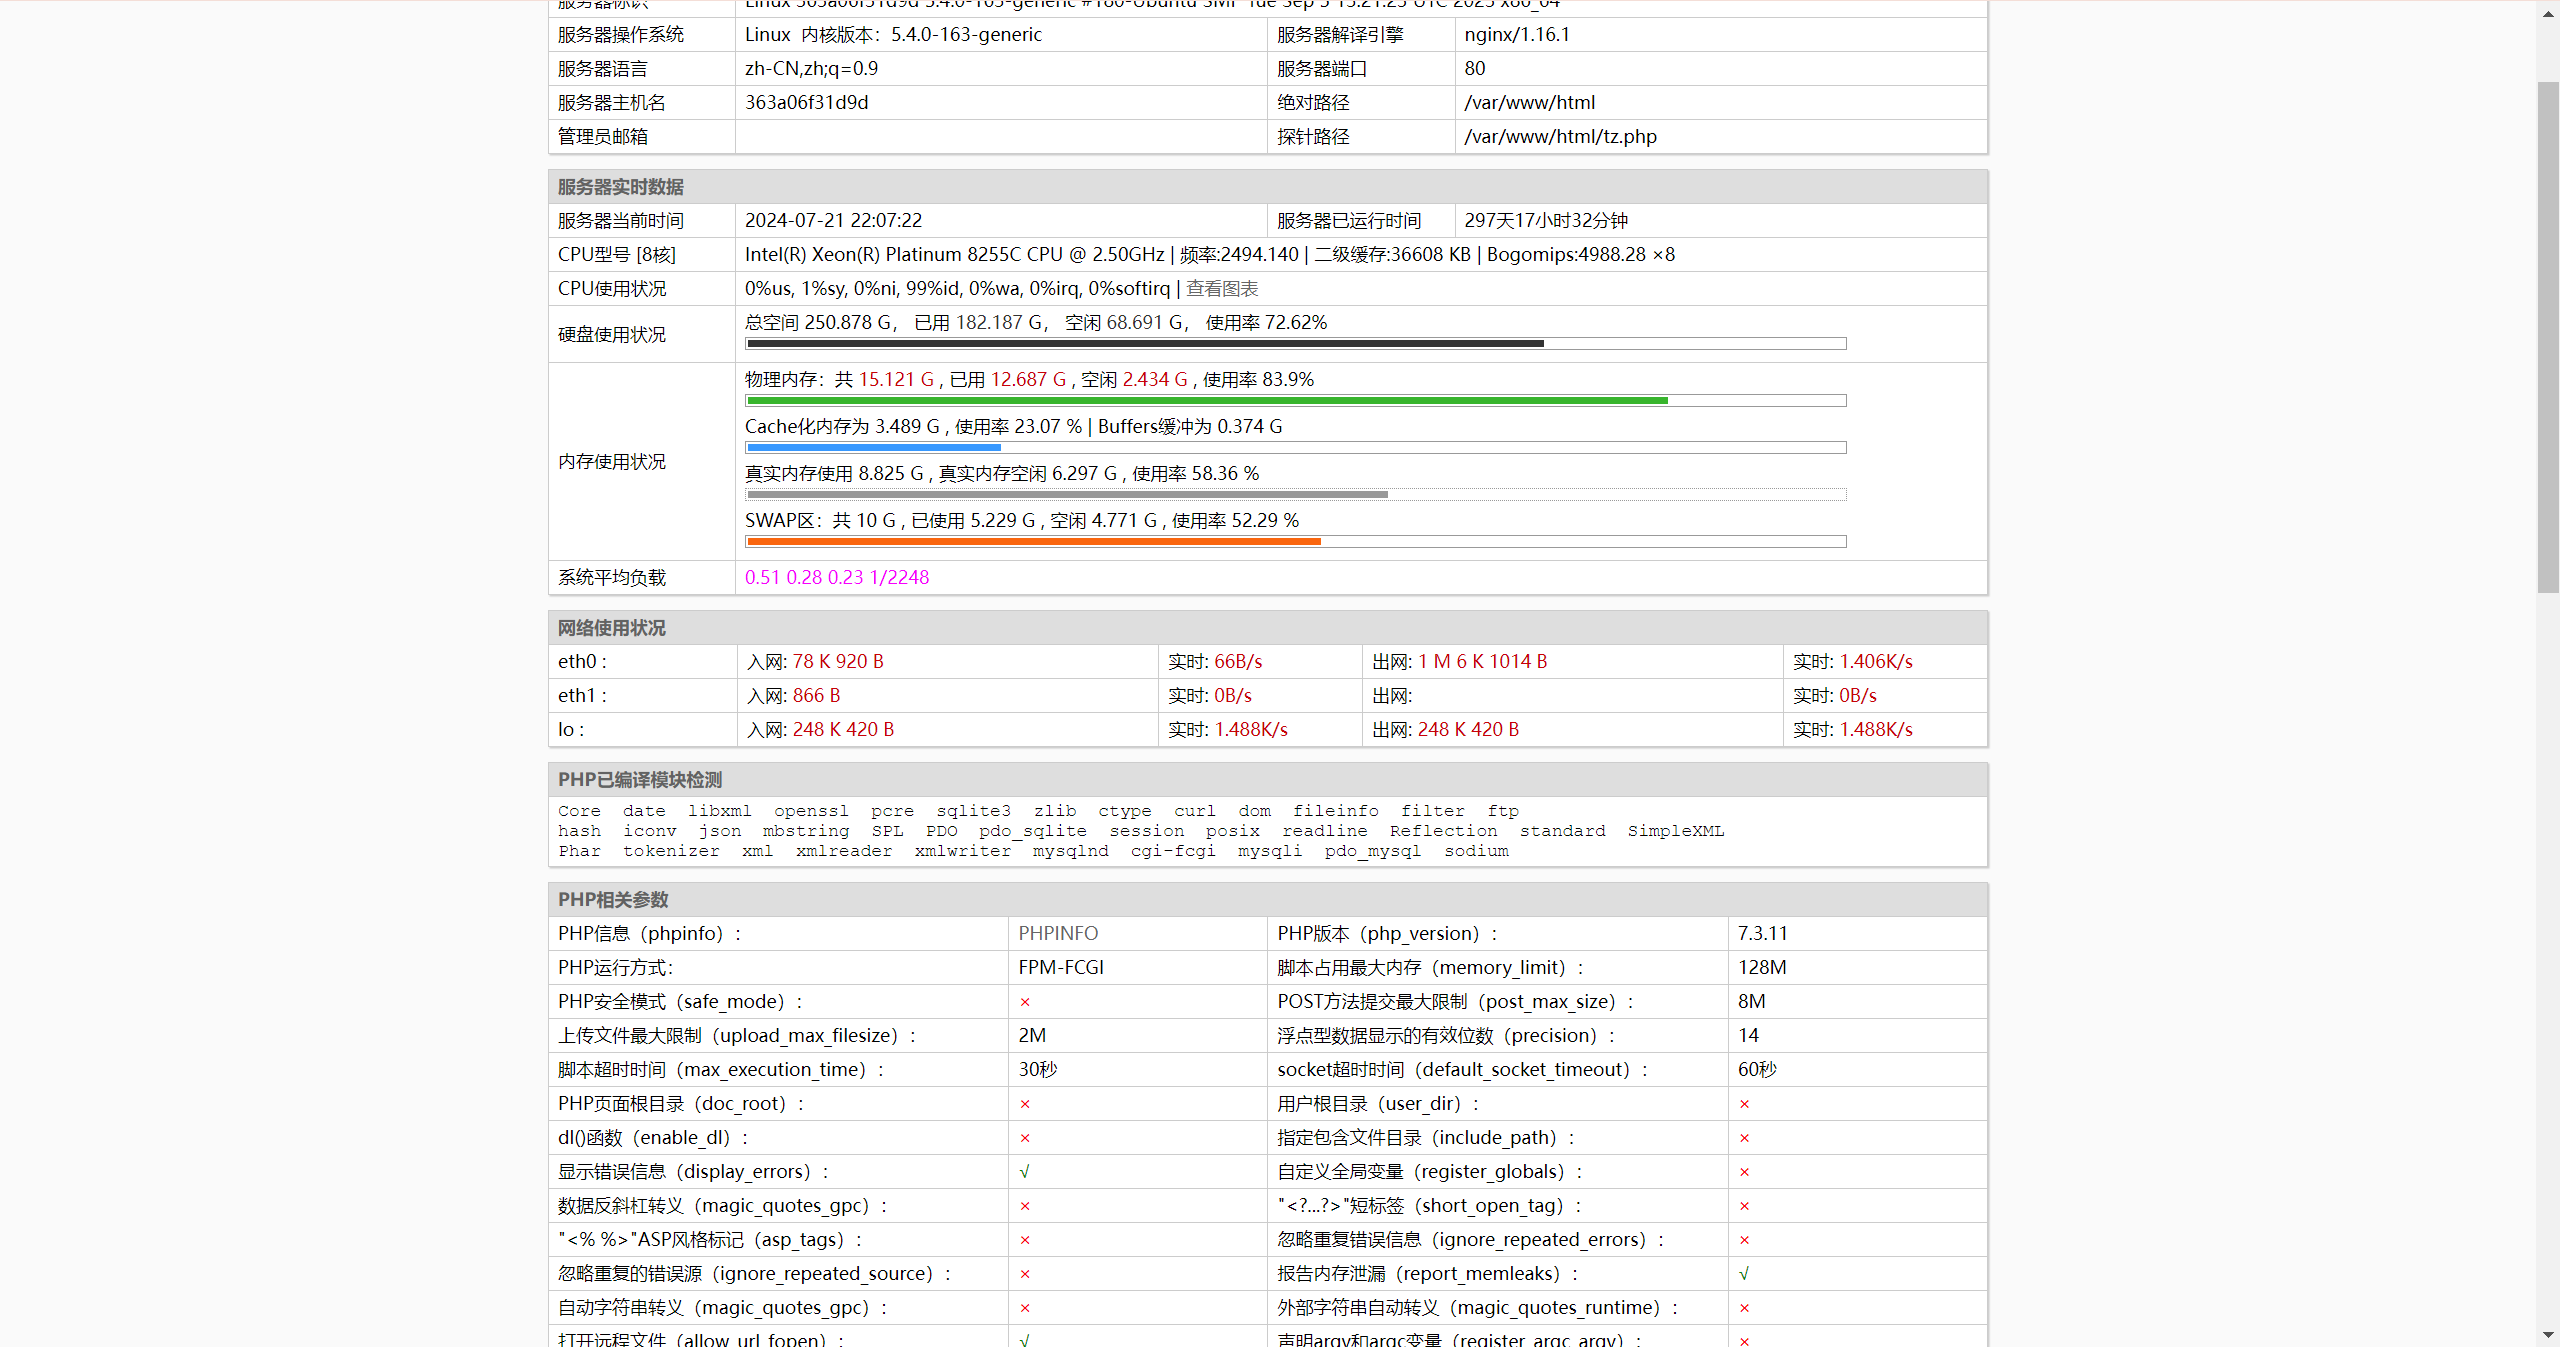 服务器标识 Linux 363a06f31d9d 5.4.0-163-generic #180-Ubuntu SMP Tue Sep 5 13:21:23 UTC 2023 x86_64
服务器操作系统 Linux 内核版本：5.4.0-163-generic 服务器解译引擎 nginx/1.16.1
服务器语言 zh-CN,zh;q=0.9 服务器端口 80
服务器主机名 363a06f31d9d 绝对路径 /var/www/html
管理员邮箱 探针路径 /var/www/html/tz.php
服务器实时数据
服务器当前时间 2024-07-21 22:07:22 服务器已运行时间 297天17小时32分钟
CPU型号 [8核] Intel(R) Xeon(R) Platinum 8255C CPU @ 2.50GHz | 频率:2494.140 | 二级缓存:36608 KB | Bogomips:4988.28 ×8
CPU使用状况 0%us, 1%sy, 0%ni, 99%id, 0%wa, 0%irq, 0%softirq | 查看图表
硬盘使用状况 总空间 250.878 G， 已用 182.187 G， 空闲 68.691 G， 使用率 72.62%
内存使用状况 物理内存：共 15.121 G , 已用 12.687 G , 空闲 2.434 G , 使用率 83.9%
Cache化内存为 3.489 G , 使用率 23.07 % | Buffers缓冲为 0.374 G
真实内存使用 8.825 G , 真实内存空闲 6.297 G , 使用率 58.36 %
SWAP区：共 10 G , 已使用 5.229 G , 空闲 4.771 G , 使用率 52.29 %
系统平均负载 0.51 0.28 0.23 1/2248
网络使用状况
eth0 : 入网: 78 K 920 B 实时: 66B/s 出网: 1 M 6 K 1014 B 实时: 1.406K/s
eth1 : 入网: 866 B 实时: 0B/s 出网: 实时: 0B/s
lo : 入网: 248 K 420 B 实时: 1.488K/s 出网: 248 K 420 B 实时: 1.488K/s
PHP已编译模块检测
Core date libxml openssl pcre sqlite3 zlib ctype curl dom fileinfo filter ftp
hash iconv json mbstring SPL PDO pdo_sqlite session posix readline Reflection standard SimpleXML
Phar tokenizer xml xmlreader xmlwriter mysqlnd cgi-fcgi mysqli pdo_mysql sodium
PHP相关参数
PHP信息（phpinfo）: PHPINFO PHP版本（php_version）: 7.3.11
PHP运行方式: FPM-FCGI 脚本占用最大内存（memory_limit）: 128M
PHP安全模式（safe_mode）: × POST方法提交最大限制（post_max_size）: 8M
上传文件最大限制（upload_max_filesize）: 2M 浮点型数据显示的有效位数（precision）: 14
脚本超时时间（max_execution_time）: 30秒 socket超时时间（default_socket_timeout）: 60秒
PHP页面根目录（doc_root）: × 用户根目录（user_dir）: ×
dl()函数（enable_dl）: × 指定包含文件目录（include_path）: ×
显示错误信息（display_errors）: √ 自定义全局变量（register_globals）: ×
数据反斜杠转义（magic_quotes_gpc）: × "<?...?>"短标签（short_open_tag）: ×
"<% %>"ASP风格标记（asp_tags）: × 忽略重复错误信息（ignore_repeated_errors）: ×
忽略重复的错误源（ignore_repeated_source）: × 报告内存泄漏（report_memleaks）: √
自动字符串转义（magic_quotes_gpc）: × 外部字符串自动转义（magic_quotes_runtime）: ×
打开远程文件（allow_url_fopen）: √ 声明argv和argc变量（register_argc_argv）: ×